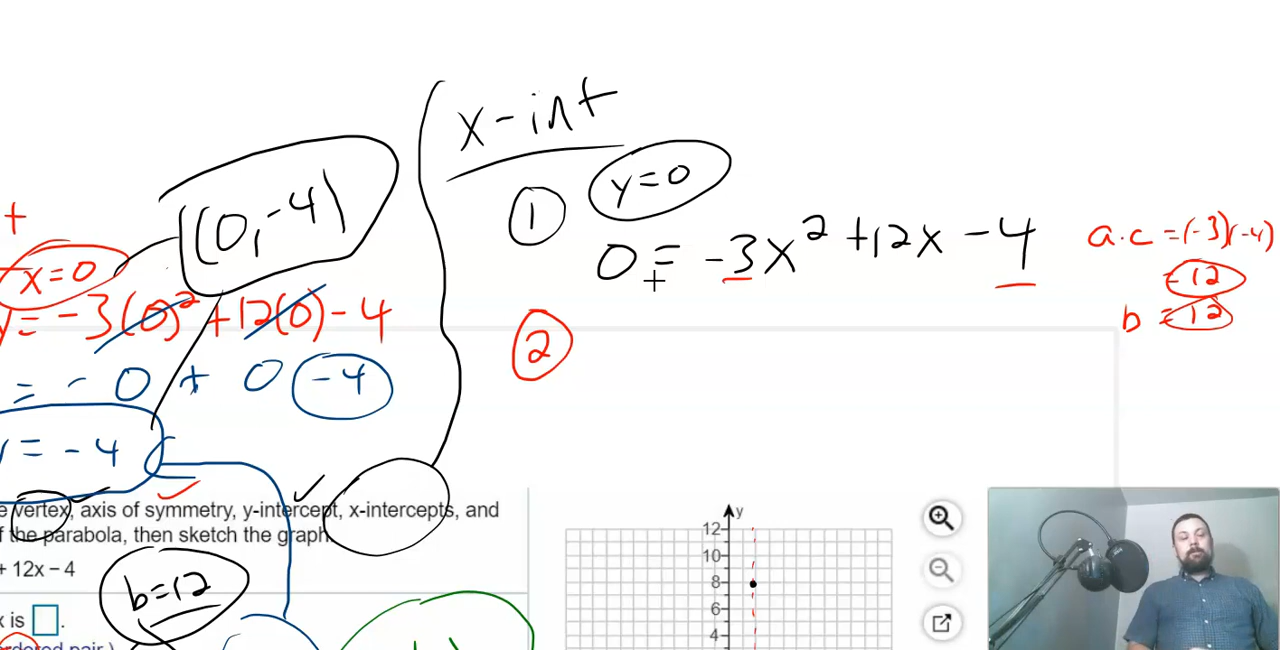 x-int
① y=0
(0,-4)
+
x=0
0 = -3x² +12x -4
a·c = (-3)(-4)
= 12
b = 12
y = -3(0)² + 12(0) - 4
②
= -0 + 0 -4
y = -4
e vertex, axis of symmetry, y-intercept, x-intercepts, and
f the parabola, then sketch the graph.
+ 12x - 4
b=12
x is
ordered pair.)
y
12
10
8
6
4